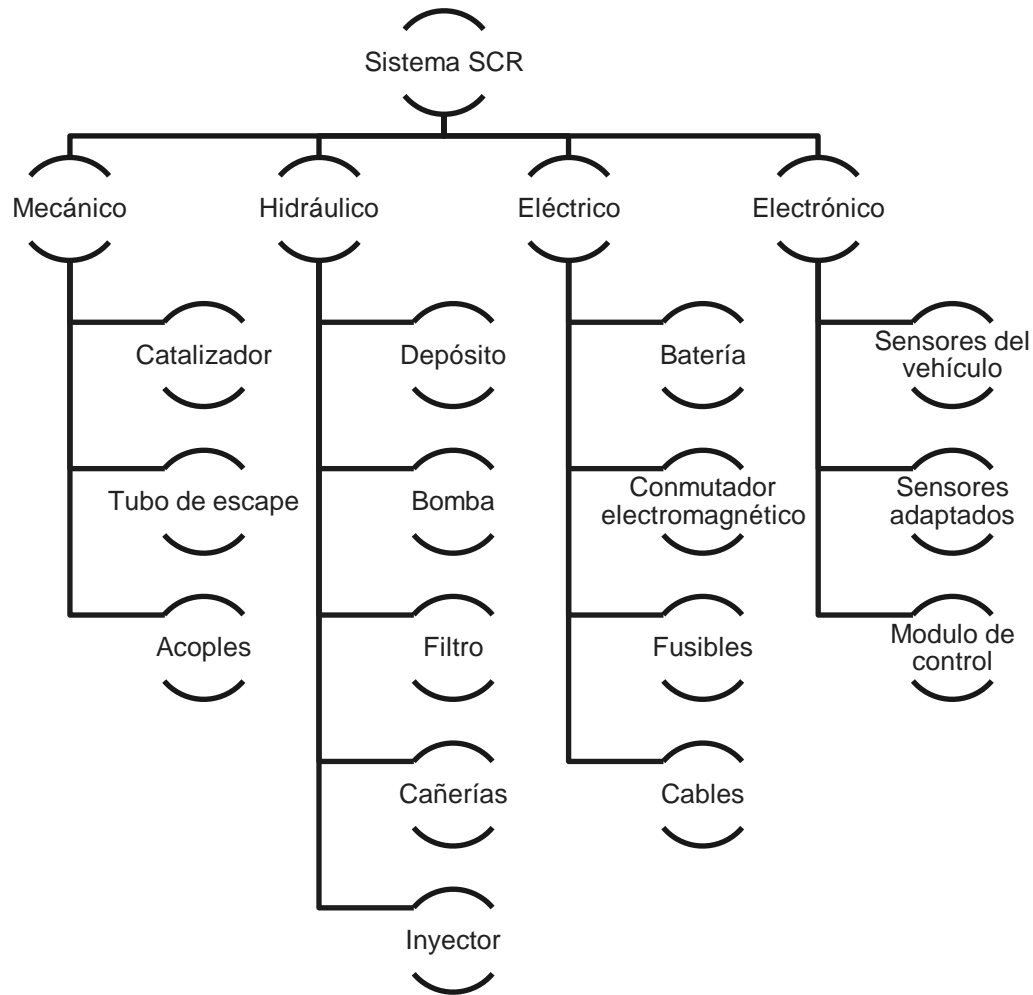 Sistema SCR
Mecánico
Hidráulico
Eléctrico
Electrónico
Catalizador
Depósito
Batería
Sensores del
vehículo
Tubo de escape
Bomba
Conmutador
electromagnético
Sensores
adaptados
Acoples
Filtro
Fusibles
Modulo de
control
Cañerías
Cables
Inyector